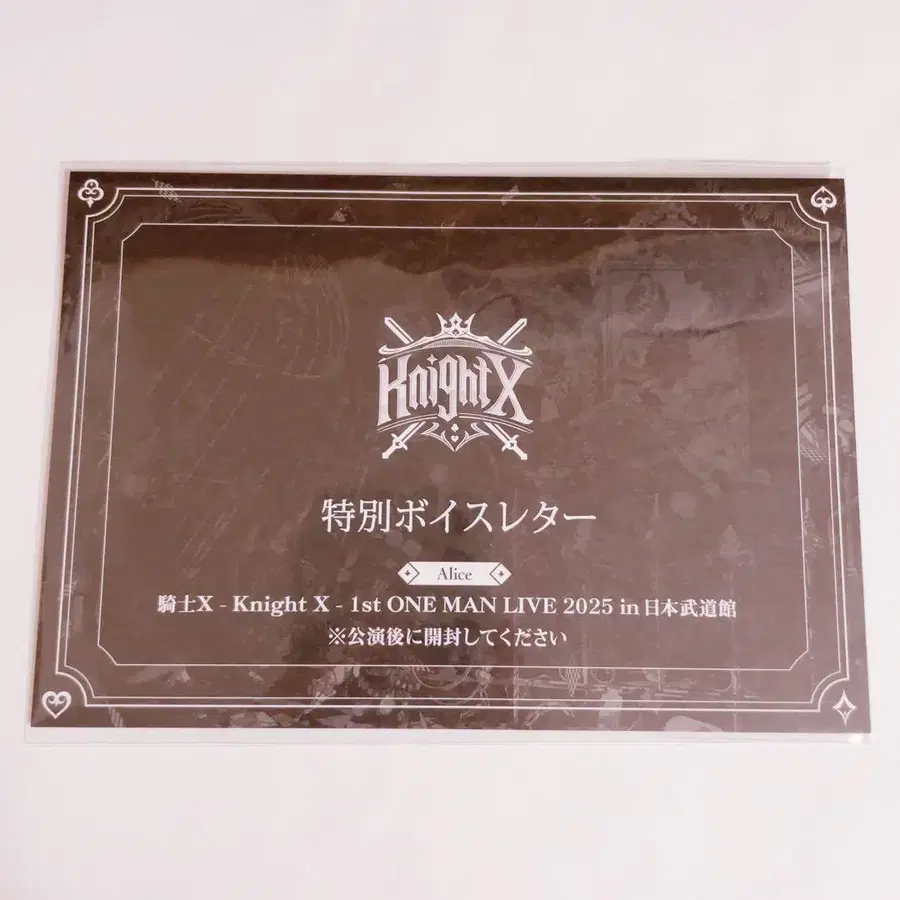 Knight X
特別ボイスレター
Alice
騎士X - Knight X - 1st ONE MAN LIVE 2025 in 日本武道館
※公演後に開封してください